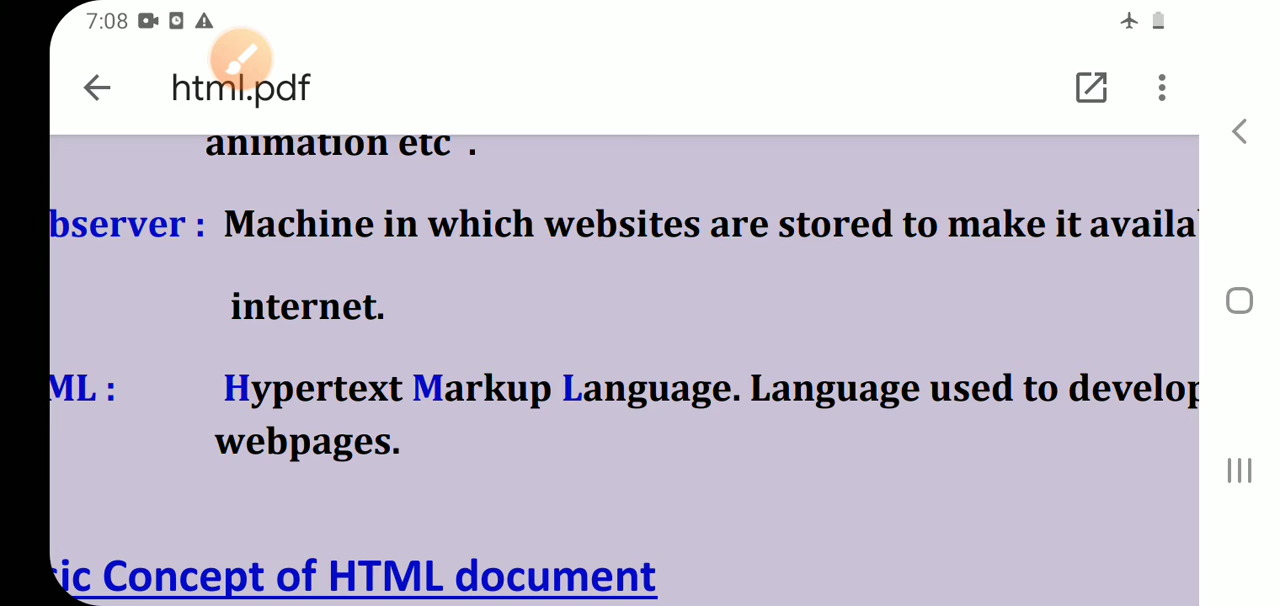 7:08
html.pdf
animation etc .
bserver : Machine in which websites are stored to make it availa
internet.
ML : Hypertext Markup Language. Language used to develop
webpages.
ic Concept of HTML document